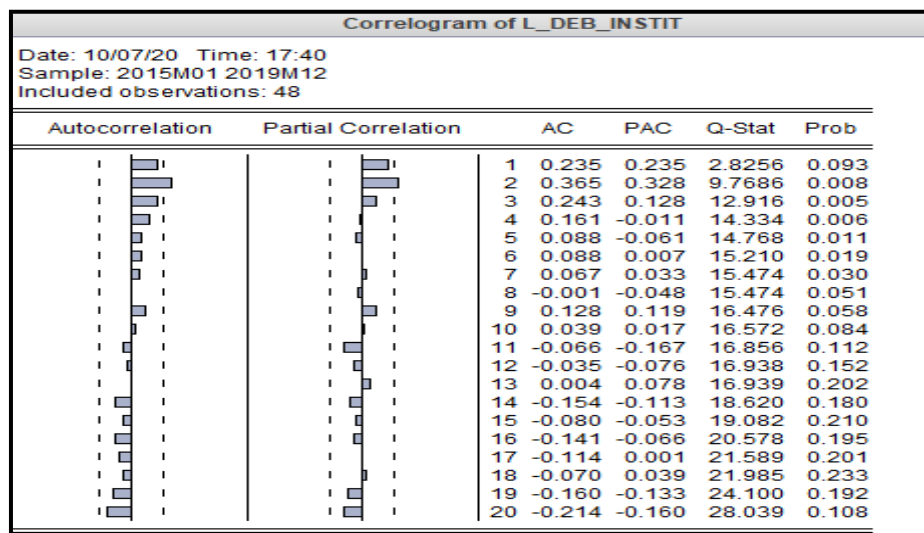 Correlogram of L_DEB_INSTIT
Date: 10/07/20 Time: 17:40
Sample: 2015M01 2019M12
Included observations: 48
Autocorrelation Partial Correlation AC PAC Q-Stat Prob
1 0.235 0.235 2.8256 0.093
2 0.365 0.328 9.7686 0.008
3 0.243 0.128 12.916 0.005
4 0.161 -0.011 14.334 0.006
5 0.088 -0.061 14.768 0.011
6 0.088 0.007 15.210 0.019
7 0.067 0.033 15.474 0.030
8 -0.001 -0.048 15.474 0.051
9 0.128 0.119 16.476 0.058
10 0.039 0.017 16.572 0.084
11 -0.066 -0.167 16.856 0.112
12 -0.035 -0.076 16.938 0.152
13 0.004 0.078 16.939 0.202
14 -0.154 -0.113 18.620 0.180
15 -0.080 -0.053 19.082 0.210
16 -0.141 -0.066 20.578 0.195
17 -0.114 0.001 21.589 0.201
18 -0.070 0.039 21.985 0.233
19 -0.160 -0.133 24.100 0.192
20 -0.214 -0.160 28.039 0.108